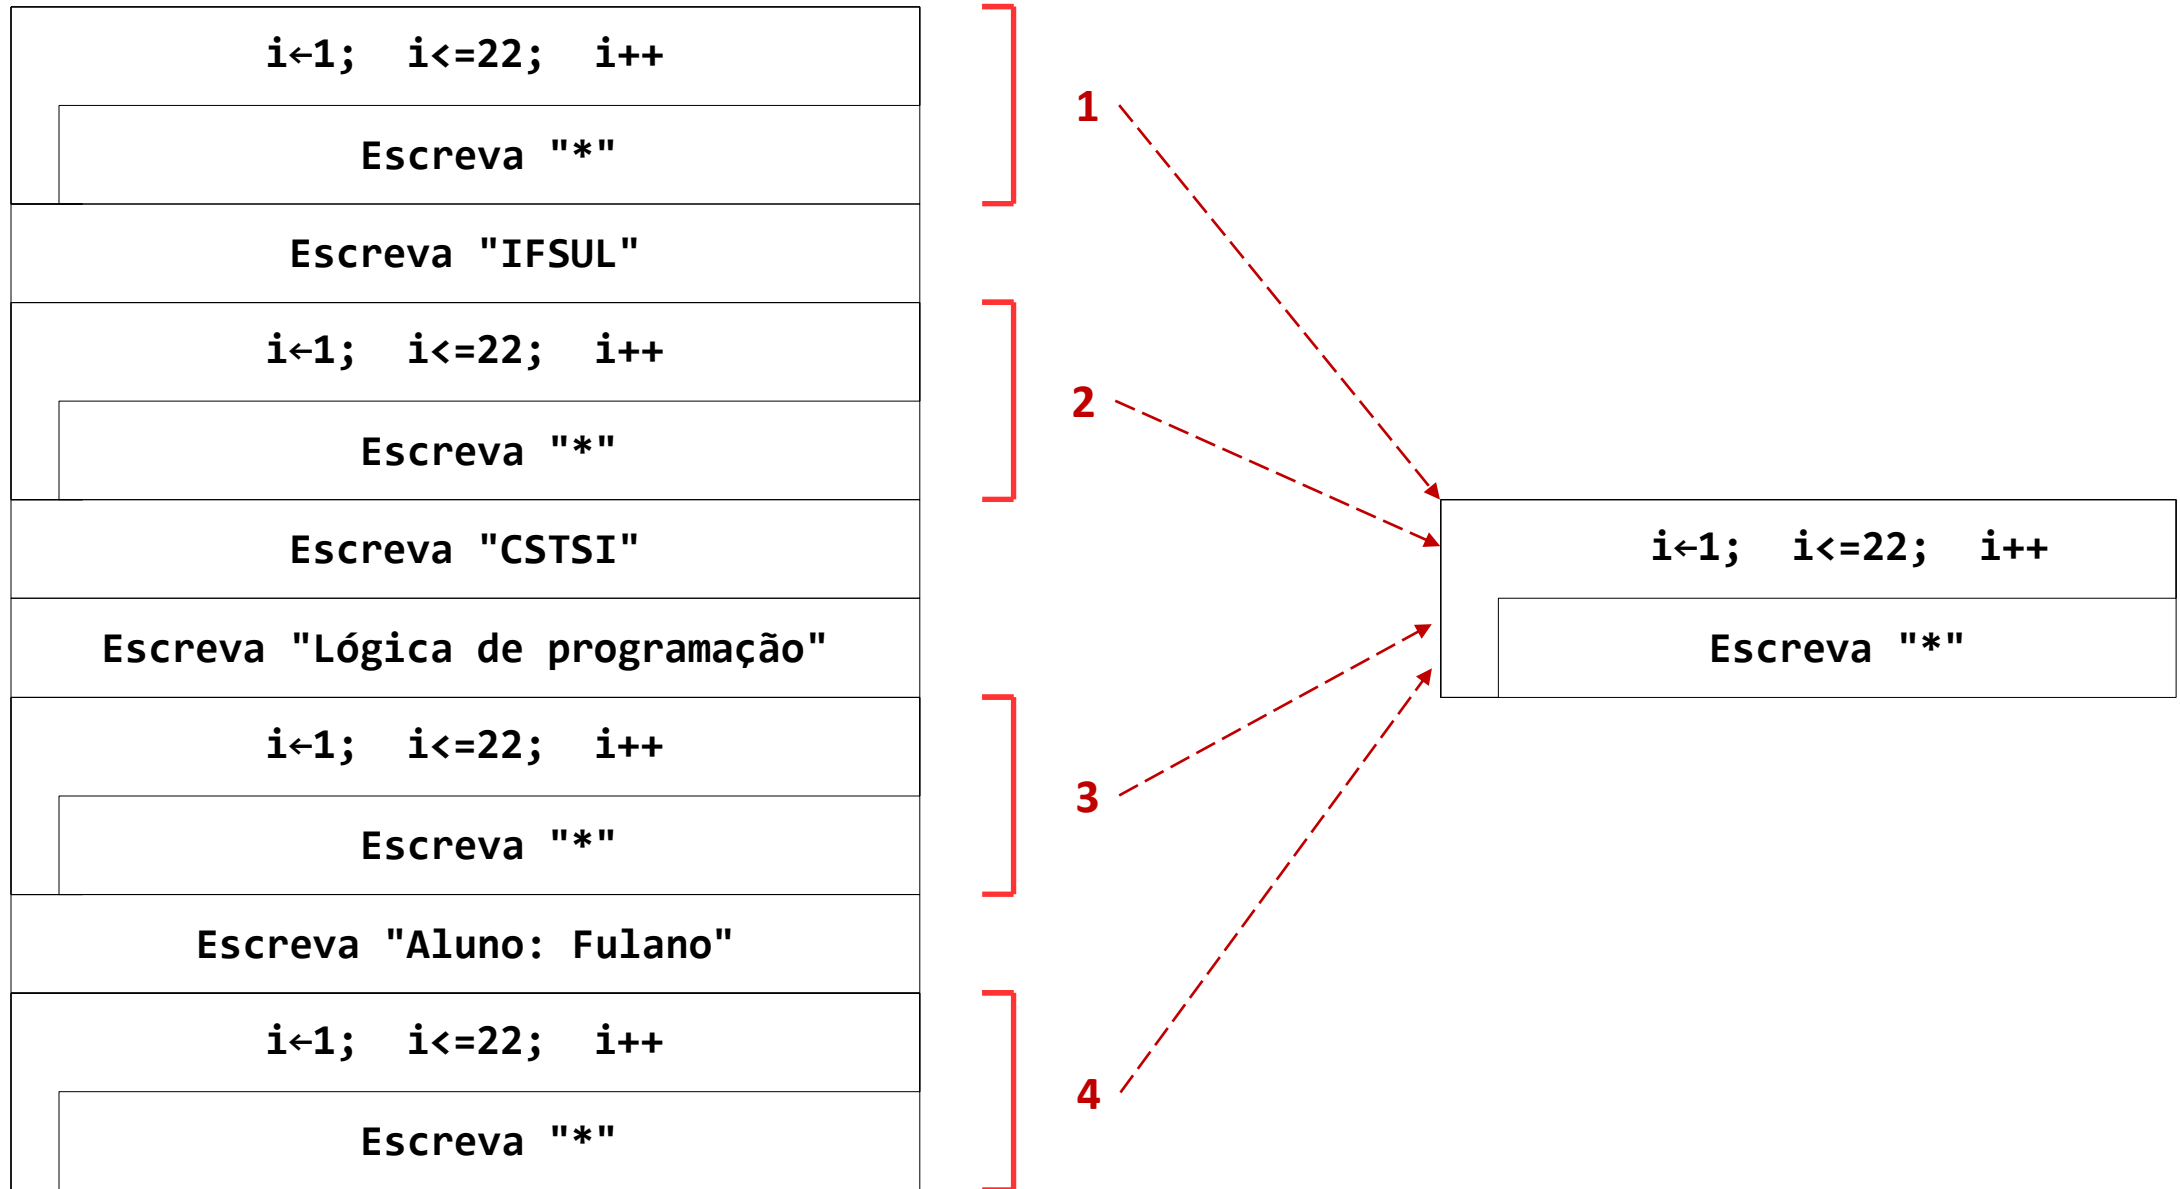 i←1;  i<=22;  i++
Escreva "*"
Escreva "IFSUL"
i←1;  i<=22;  i++
Escreva "*"
Escreva "CSTSI"
Escreva "Lógica de programação"
i←1;  i<=22;  i++
Escreva "*"
Escreva "Aluno: Fulano"
i←1;  i<=22;  i++
Escreva "*"
1
2
3
4
i←1;  i<=22;  i++
Escreva "*"